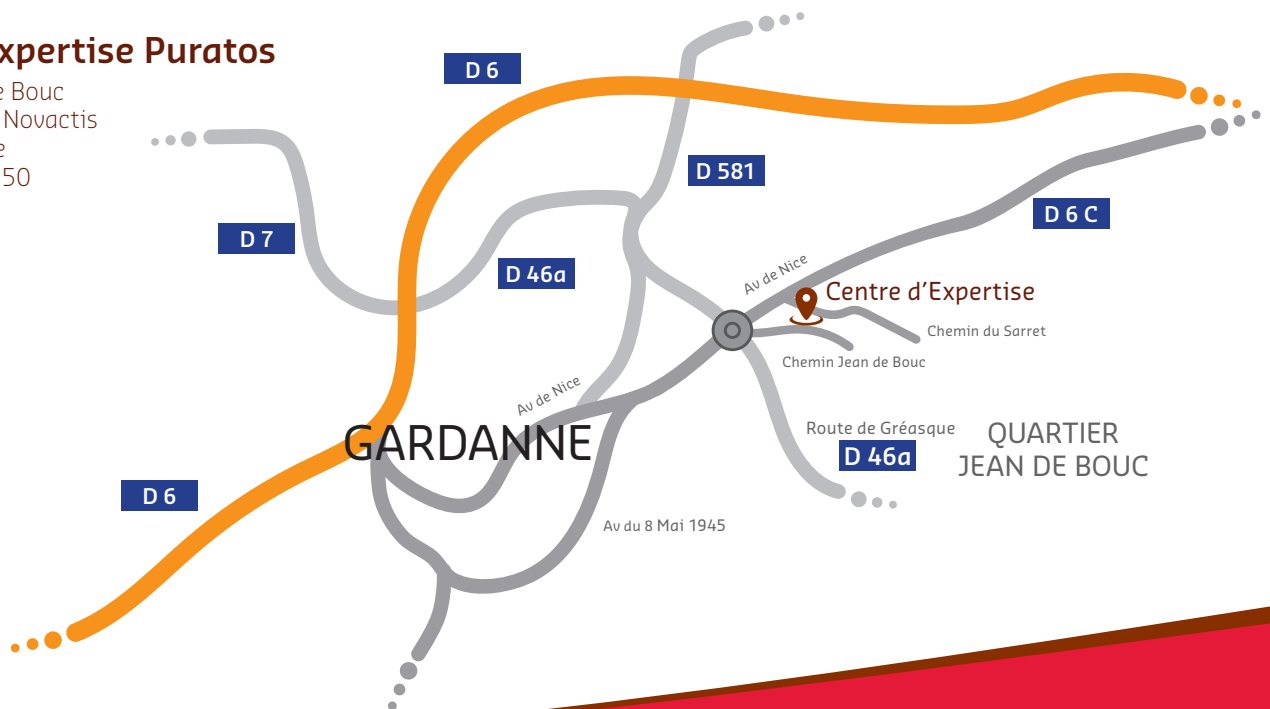 xpertise Puratos
e Bouc
Novactis
e
50
D 6
D 581
D 6 C
D 7
D 46a
Av de Nice
Centre d'Expertise
Chemin du Sarret
Chemin Jean de Bouc
Av de Nice
GARDANNE
Route de Gréasque
D 46a
QUARTIER
JEAN DE BOUC
D 6
Av du 8 Mai 1945